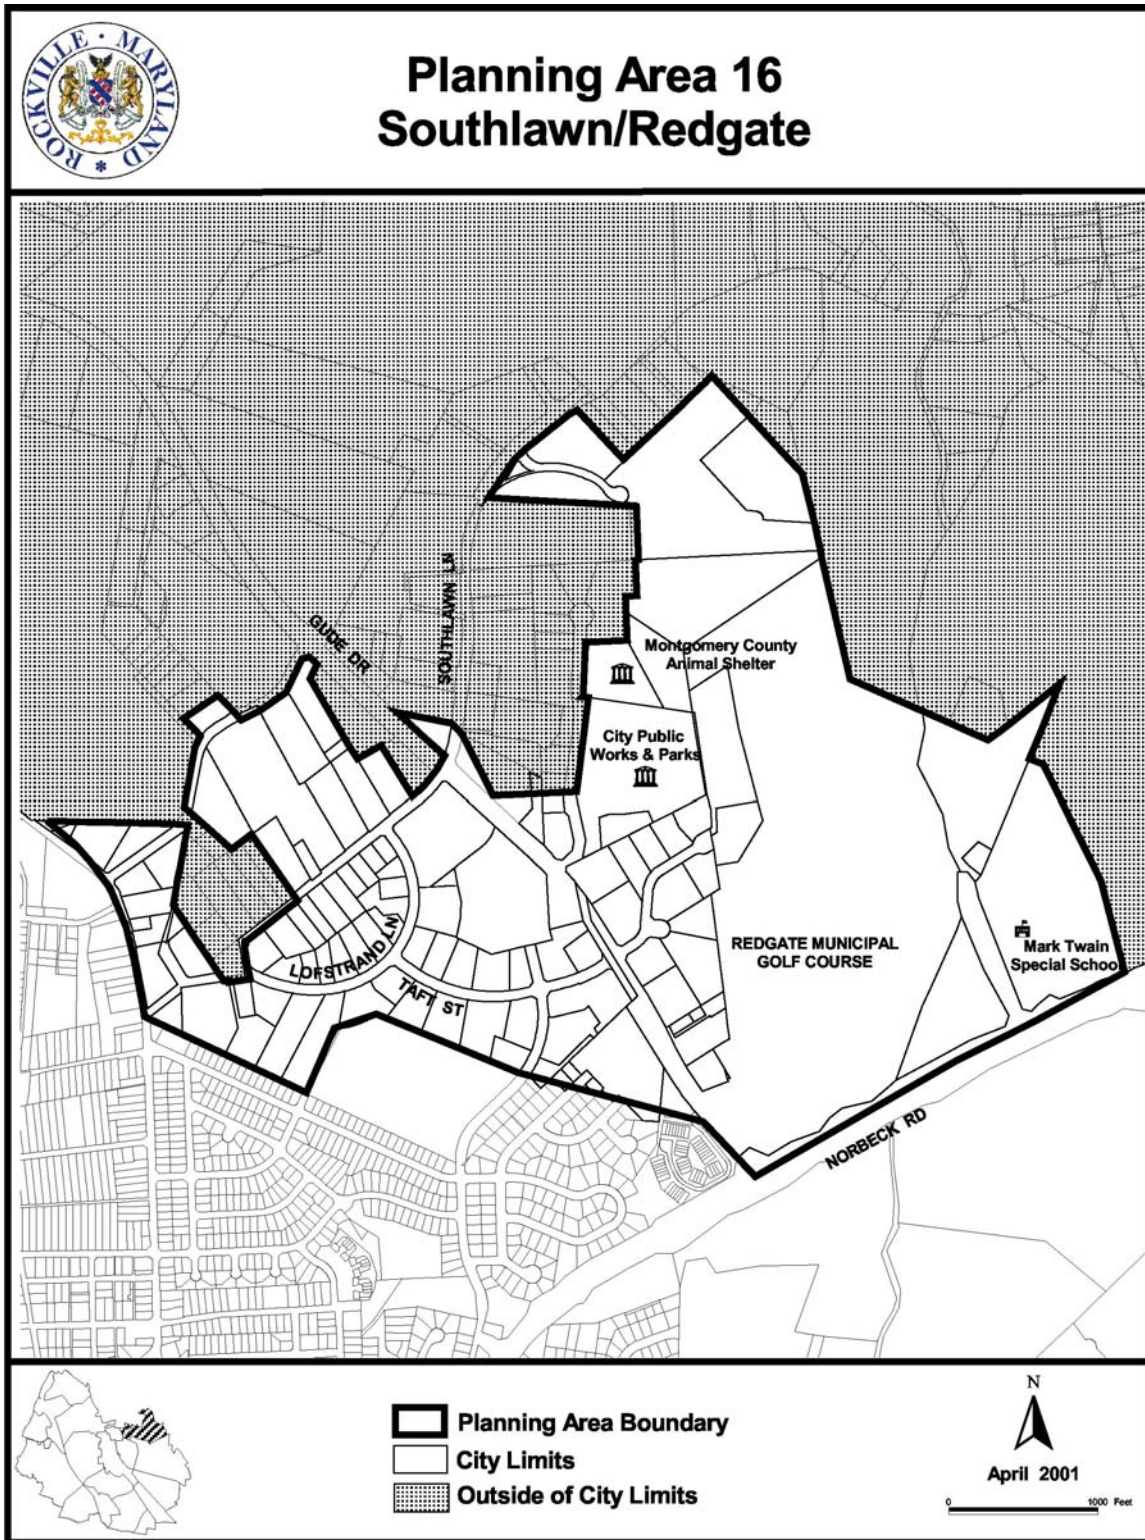 ROCKVILLE · MARYLAND *
Planning Area 16
Southlawn/Redgate
SOUTHLAWN LN
GUDE DR
Montgomery County
Animal Shelter
City Public
Works & Parks
LOFSTRAND LN
TAFT ST
REDGATE MUNICIPAL
GOLF COURSE
Mark Twain
Special School
NORBECK RD
Planning Area Boundary
City Limits
Outside of City Limits
N
April 2001
0 1000 Feet